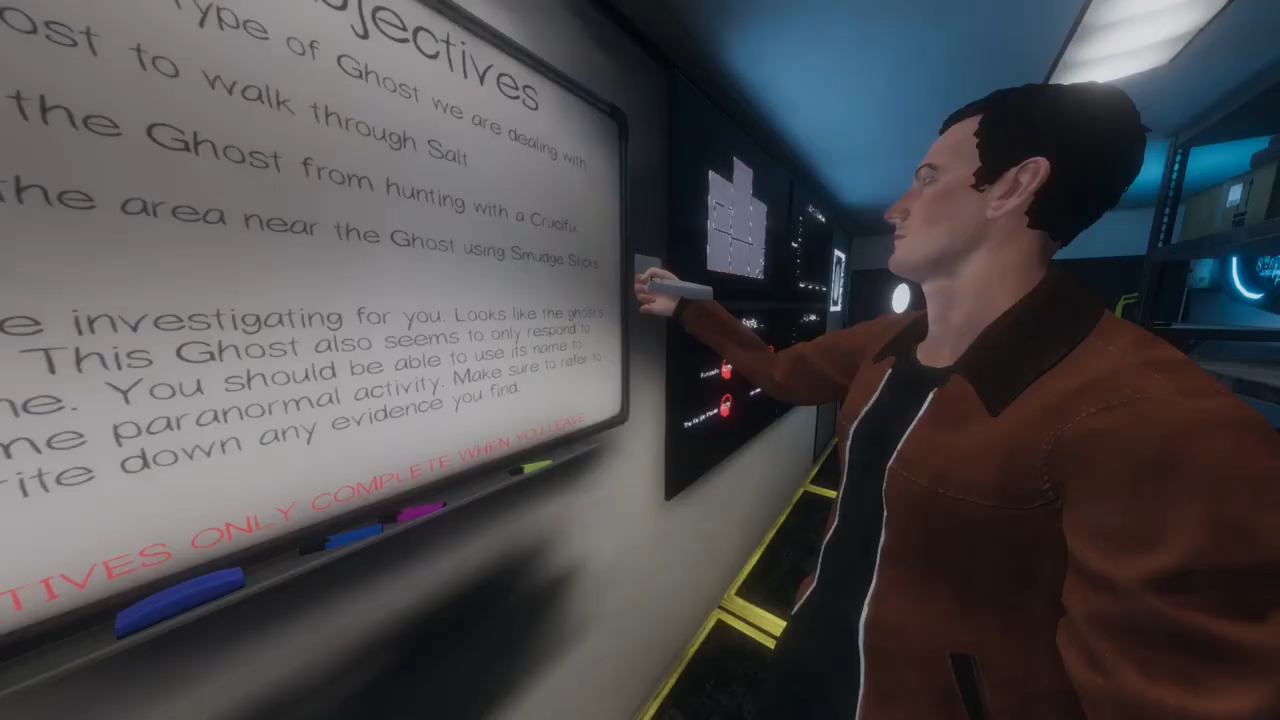 ojectives
Type of Ghost we are dealing with
ost to walk through Salt
the Ghost from hunting with a Crucifix
the area near the Ghost using Smudge Sticks
e investigating for you. Looks like the ghost's
This Ghost also seems to only respond to
ne. You should be able to use its name to
me paranormal activity. Make sure to refer to
rite down any evidence you find.
TIVES ONLY COMPLETE WHEN YOU LEAVE